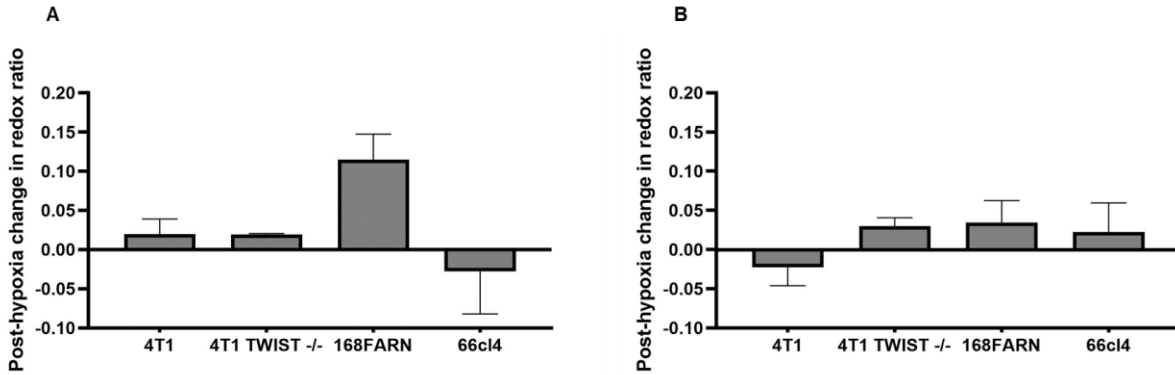 A
Post-hypoxia change in redox ratio
0.20
0.15
0.10
0.05
0.00
-0.05
-0.10
4T1
4T1 TWIST -/-
168FARN
66cl4
B
Post-hypoxia change in redox ratio
0.20
0.15
0.10
0.05
0.00
-0.05
-0.10
4T1
4T1 TWIST -/-
168FARN
66cl4